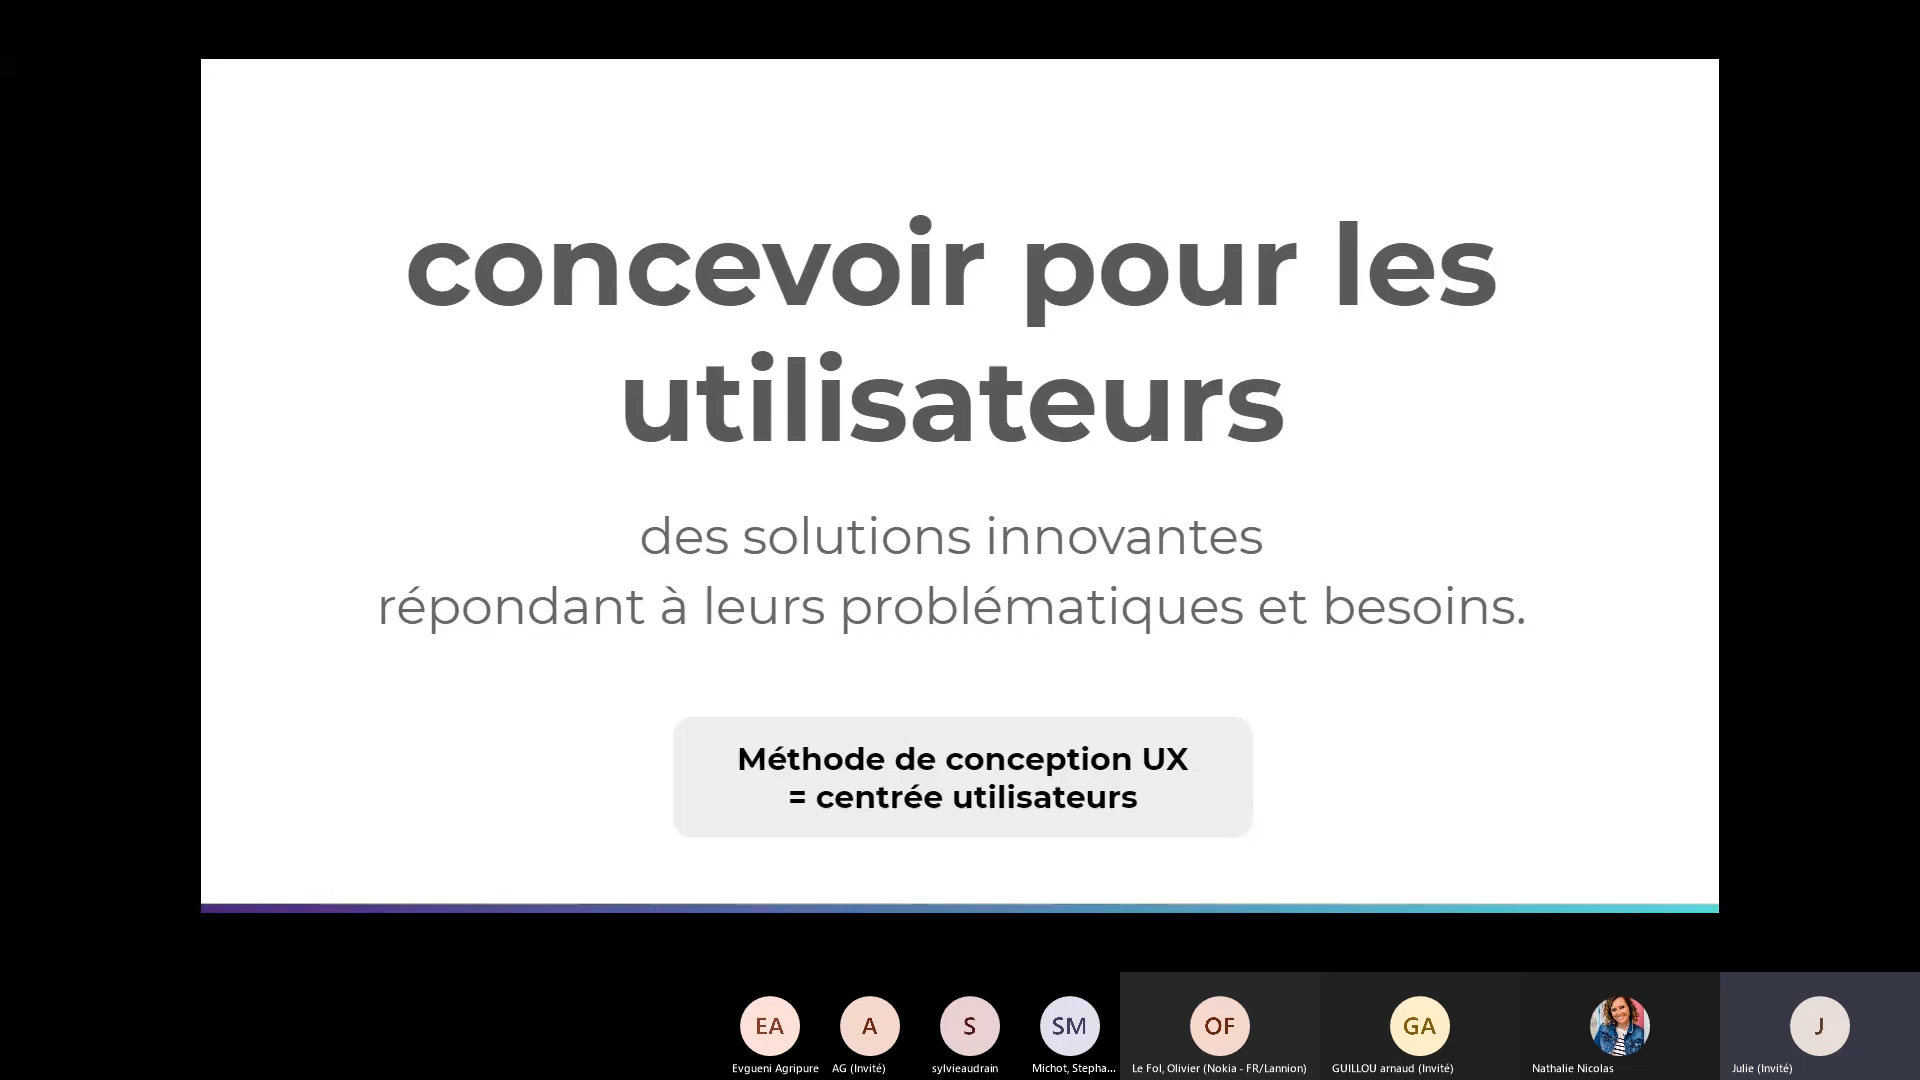 concevoir pour les
utilisateurs
des solutions innovantes
répondant à leurs problématiques et besoins.
Méthode de conception UX
= centrée utilisateurs
EA
A
S
SM
OF
GA
J
Evgueni Agripure
AG (Invité)
sylvieaudrain
Michot, Stepha...
Le Fol, Olivier (Nokia - FR/Lannion)
GUILLOU arnaud (Invité)
Nathalie Nicolas
Julie (Invité)